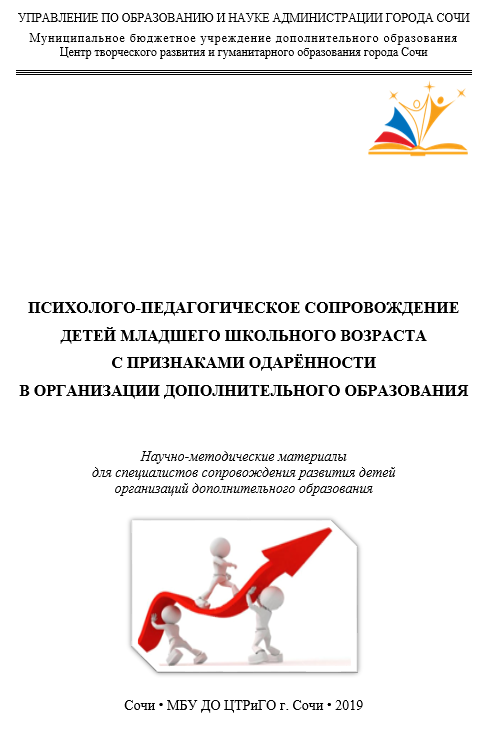 УПРАВЛЕНИЕ ПО ОБРАЗОВАНИЮ И НАУКЕ АДМИНИСТРАЦИИ ГОРОДА СОЧИ
Муниципальное бюджетное учреждение дополнительного образования
Центр творческого развития и гуманитарного образования города Сочи
ПСИХОЛОГО-ПЕДАГОГИЧЕСКОЕ СОПРОВОЖДЕНИЕ
ДЕТЕЙ МЛАДШЕГО ШКОЛЬНОГО ВОЗРАСТА
С ПРИЗНАКАМИ ОДАРЁННОСТИ
В ОРГАНИЗАЦИИ ДОПОЛНИТЕЛЬНОГО ОБРАЗОВАНИЯ
Научно-методические материалы
для специалистов сопровождения развития детей
организаций дополнительного образования
Сочи • МБУ ДО ЦТРиГО г. Сочи • 2019